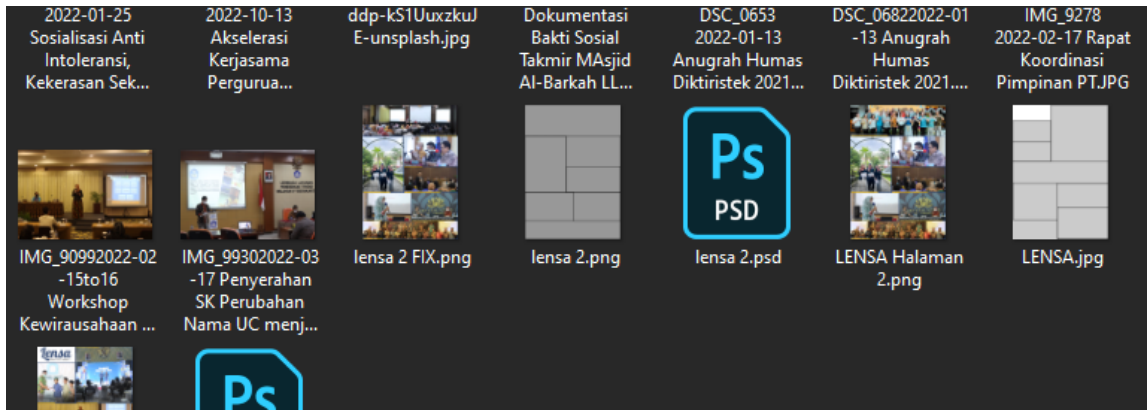 2022-01-25
Sosialisasi Anti
Intoleransi,
Kekerasan Sek...
2022-10-13
Akselerasi
Kerjasama
Pergurua...
ddp-kS1UuxzkuJ
E-unsplash.jpg
Dokumentasi
Bakti Sosial
Takmir MAsjid
Al-Barkah LL...
DSC_0653
2022-01-13
Anugrah Humas
Diktiristek 2021...
DSC_06822022-01
-13 Anugrah
Humas
Diktiristek 2021....
IMG_9278
2022-02-17 Rapat
Koordinasi
Pimpinan PT.JPG
IMG_90992022-02
-15to16
Workshop
Kewirausahaan ...
IMG_99302022-03
-17 Penyerahan
SK Perubahan
Nama UC menj...
lensa 2 FIX.png
lensa 2.png
Ps
PSD
lensa 2.psd
LENSA Halaman
2.png
LENSA.jpg
Lensa
Ps